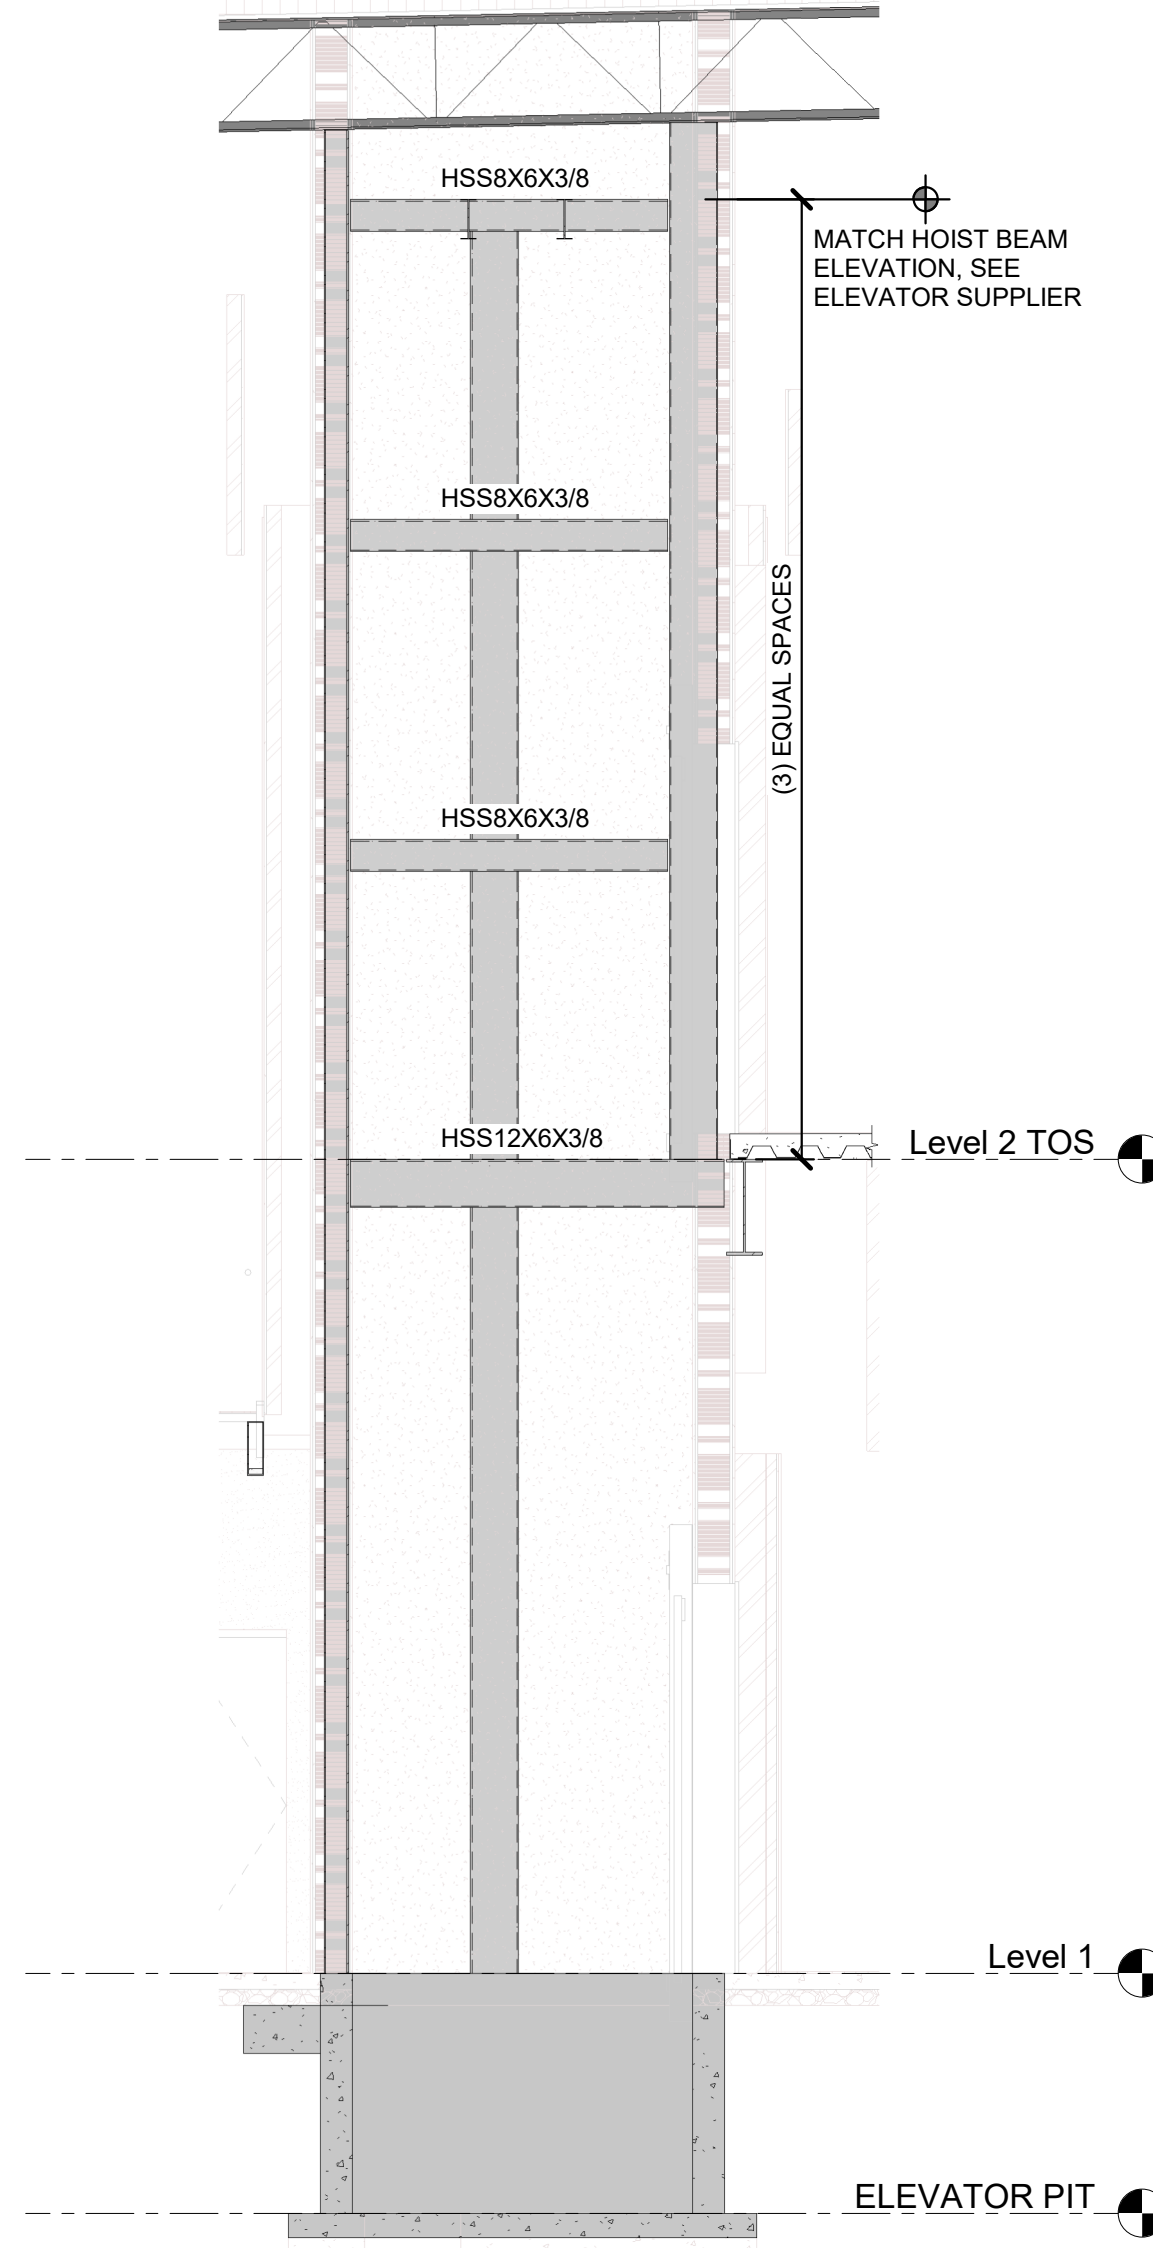 HSS8X6X3/8
MATCH HOIST BEAM
ELEVATION, SEE
ELEVATOR SUPPLIER
HSS8X6X3/8
(3) EQUAL SPACES
HSS8X6X3/8
HSS12X6X3/8
Level 2 TOS
Level 1
ELEVATOR PIT